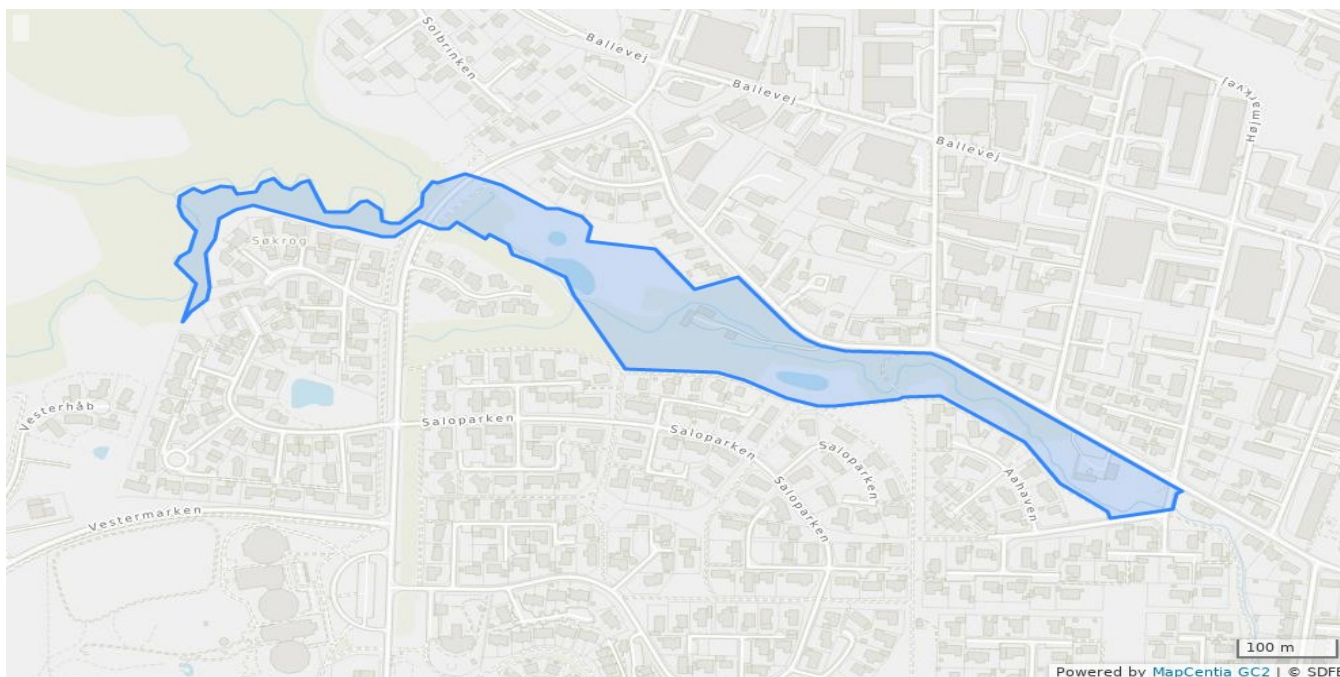 Solbrinken
Ballevej
Ballevej
Højmarkvej
Ballevej
Søkrog
Vesterhåb
Saloparken
Saloparken
Saloparken
Saloparken
Aahaven
Vestermarken
100 m
Powered by MapCentia GC2 | © SDFE